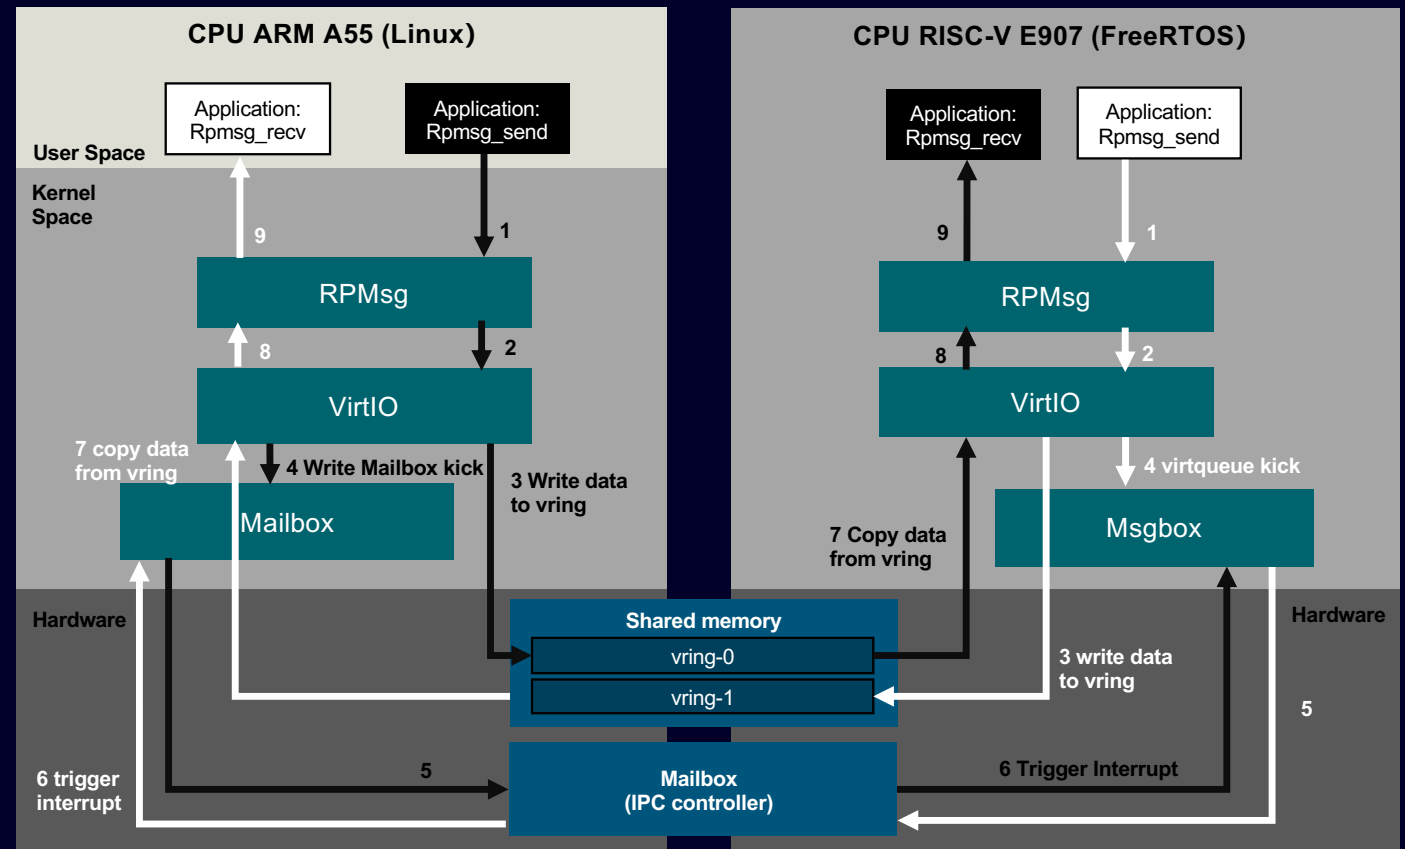 CPU ARM A55 (Linux)
Application:
Rpmsg_recv
Application:
Rpmsg_send
User Space
Kernel
Space
9
1
RPMsg
8
2
VirtIO
7 copy data
from vring
4 Write Mailbox kick
3 Write data
to vring
Mailbox
Hardware
6 trigger
interrupt
5
CPU RISC-V E907 (FreeRTOS)
Application:
Rpmsg_recv
Application:
Rpmsg_send
9
1
RPMsg
8
2
VirtIO
4 virtqueue kick
Msgbox
7 Copy data
from vring
Hardware
3 write data
to vring
5
6 Trigger Interrupt
Shared memory
vring-0
vring-1
Mailbox
(IPC controller)